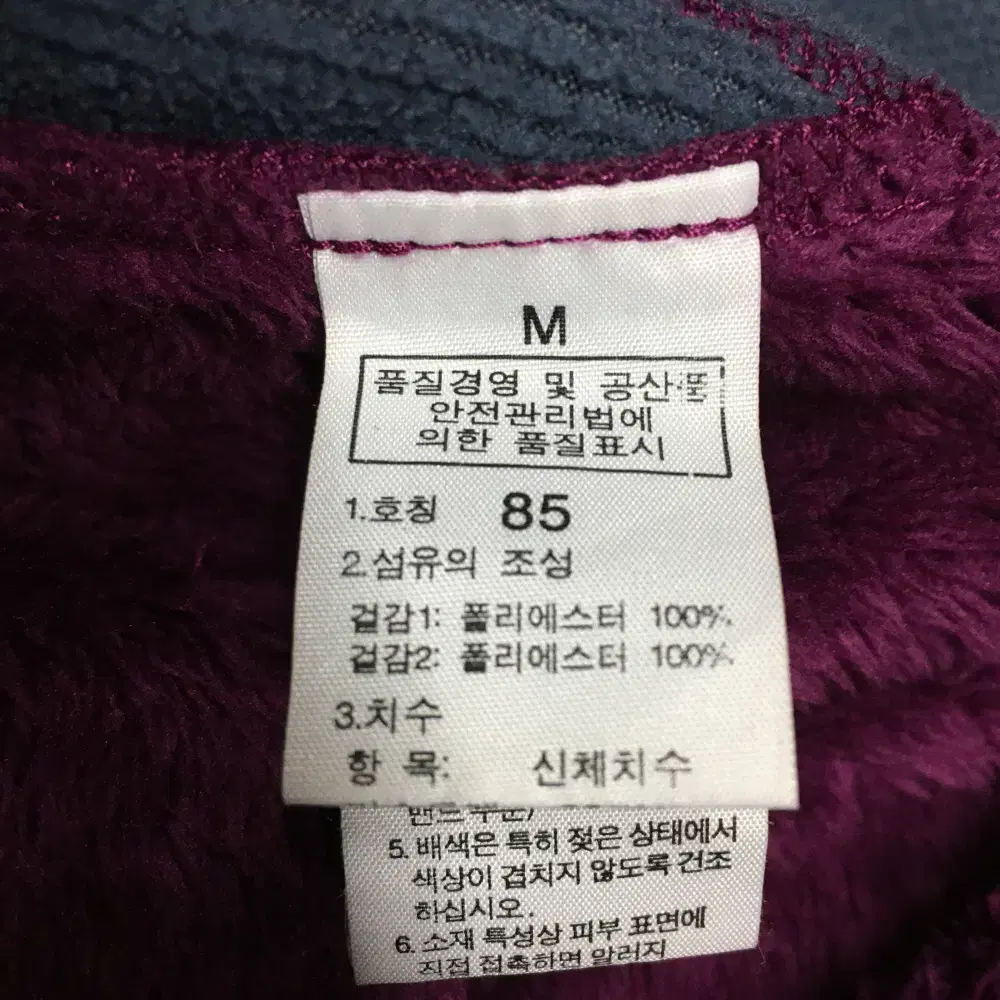 M
품질경영 및 공산품
안전관리법에
의한 품질표시
1.호칭 85
2.섬유의 조성
겉감1: 폴리에스터 100%
겉감2: 폴리에스터 100%
3.치수
항 목: 신체치수
5. 배색은 특히 젖은 상태에서
색상이 겹치지 않도록 건조
하십시오.
6. 소재 특성상 피부 표면에
직접 접촉하면 알러지